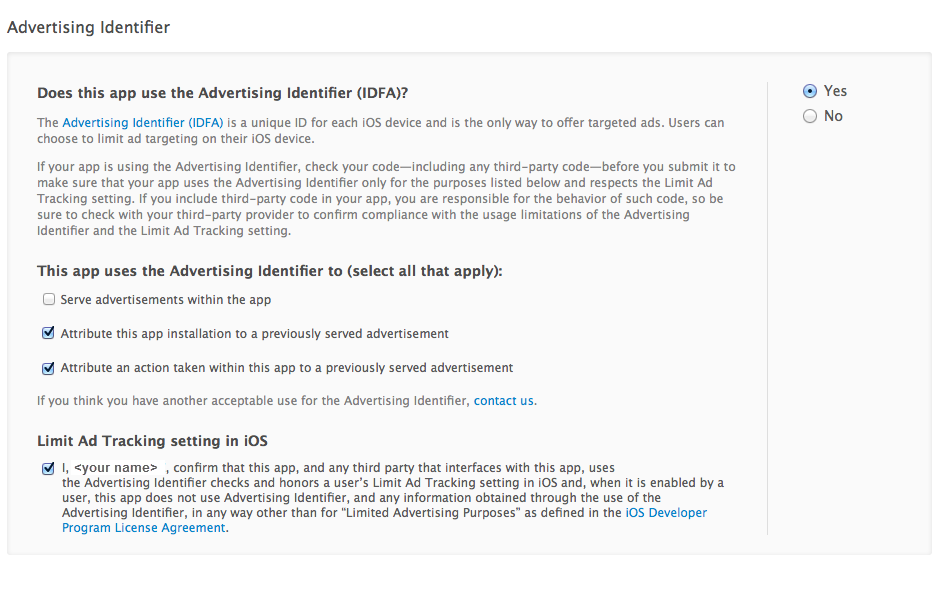 Advertising Identifier
Does this app use the Advertising Identifier (IDFA)?
Yes
No
The Advertising Identifier (IDFA) is a unique ID for each iOS device and is the only way to offer targeted ads. Users can
choose to limit ad targeting on their iOS device.
If your app is using the Advertising Identifier, check your code—including any third-party code—before you submit it to
make sure that your app uses the Advertising Identifier only for the purposes listed below and respects the Limit Ad
Tracking setting. If you include third-party code in your app, you are responsible for the behavior of such code, so be
sure to check with your third-party provider to confirm compliance with the usage limitations of the Advertising
Identifier and the Limit Ad Tracking setting.
This app uses the Advertising Identifier to (select all that apply):
Serve advertisements within the app
Attribute this app installation to a previously served advertisement
Attribute an action taken within this app to a previously served advertisement
If you think you have another acceptable use for the Advertising Identifier, contact us.
Limit Ad Tracking setting in iOS
I, <your name> , confirm that this app, and any third party that interfaces with this app, uses
the Advertising Identifier checks and honors a user's Limit Ad Tracking setting in iOS and, when it is enabled by a
user, this app does not use Advertising Identifier, and any information obtained through the use of the
Advertising Identifier, in any way other than for “Limited Advertising Purposes” as defined in the iOS Developer
Program License Agreement.